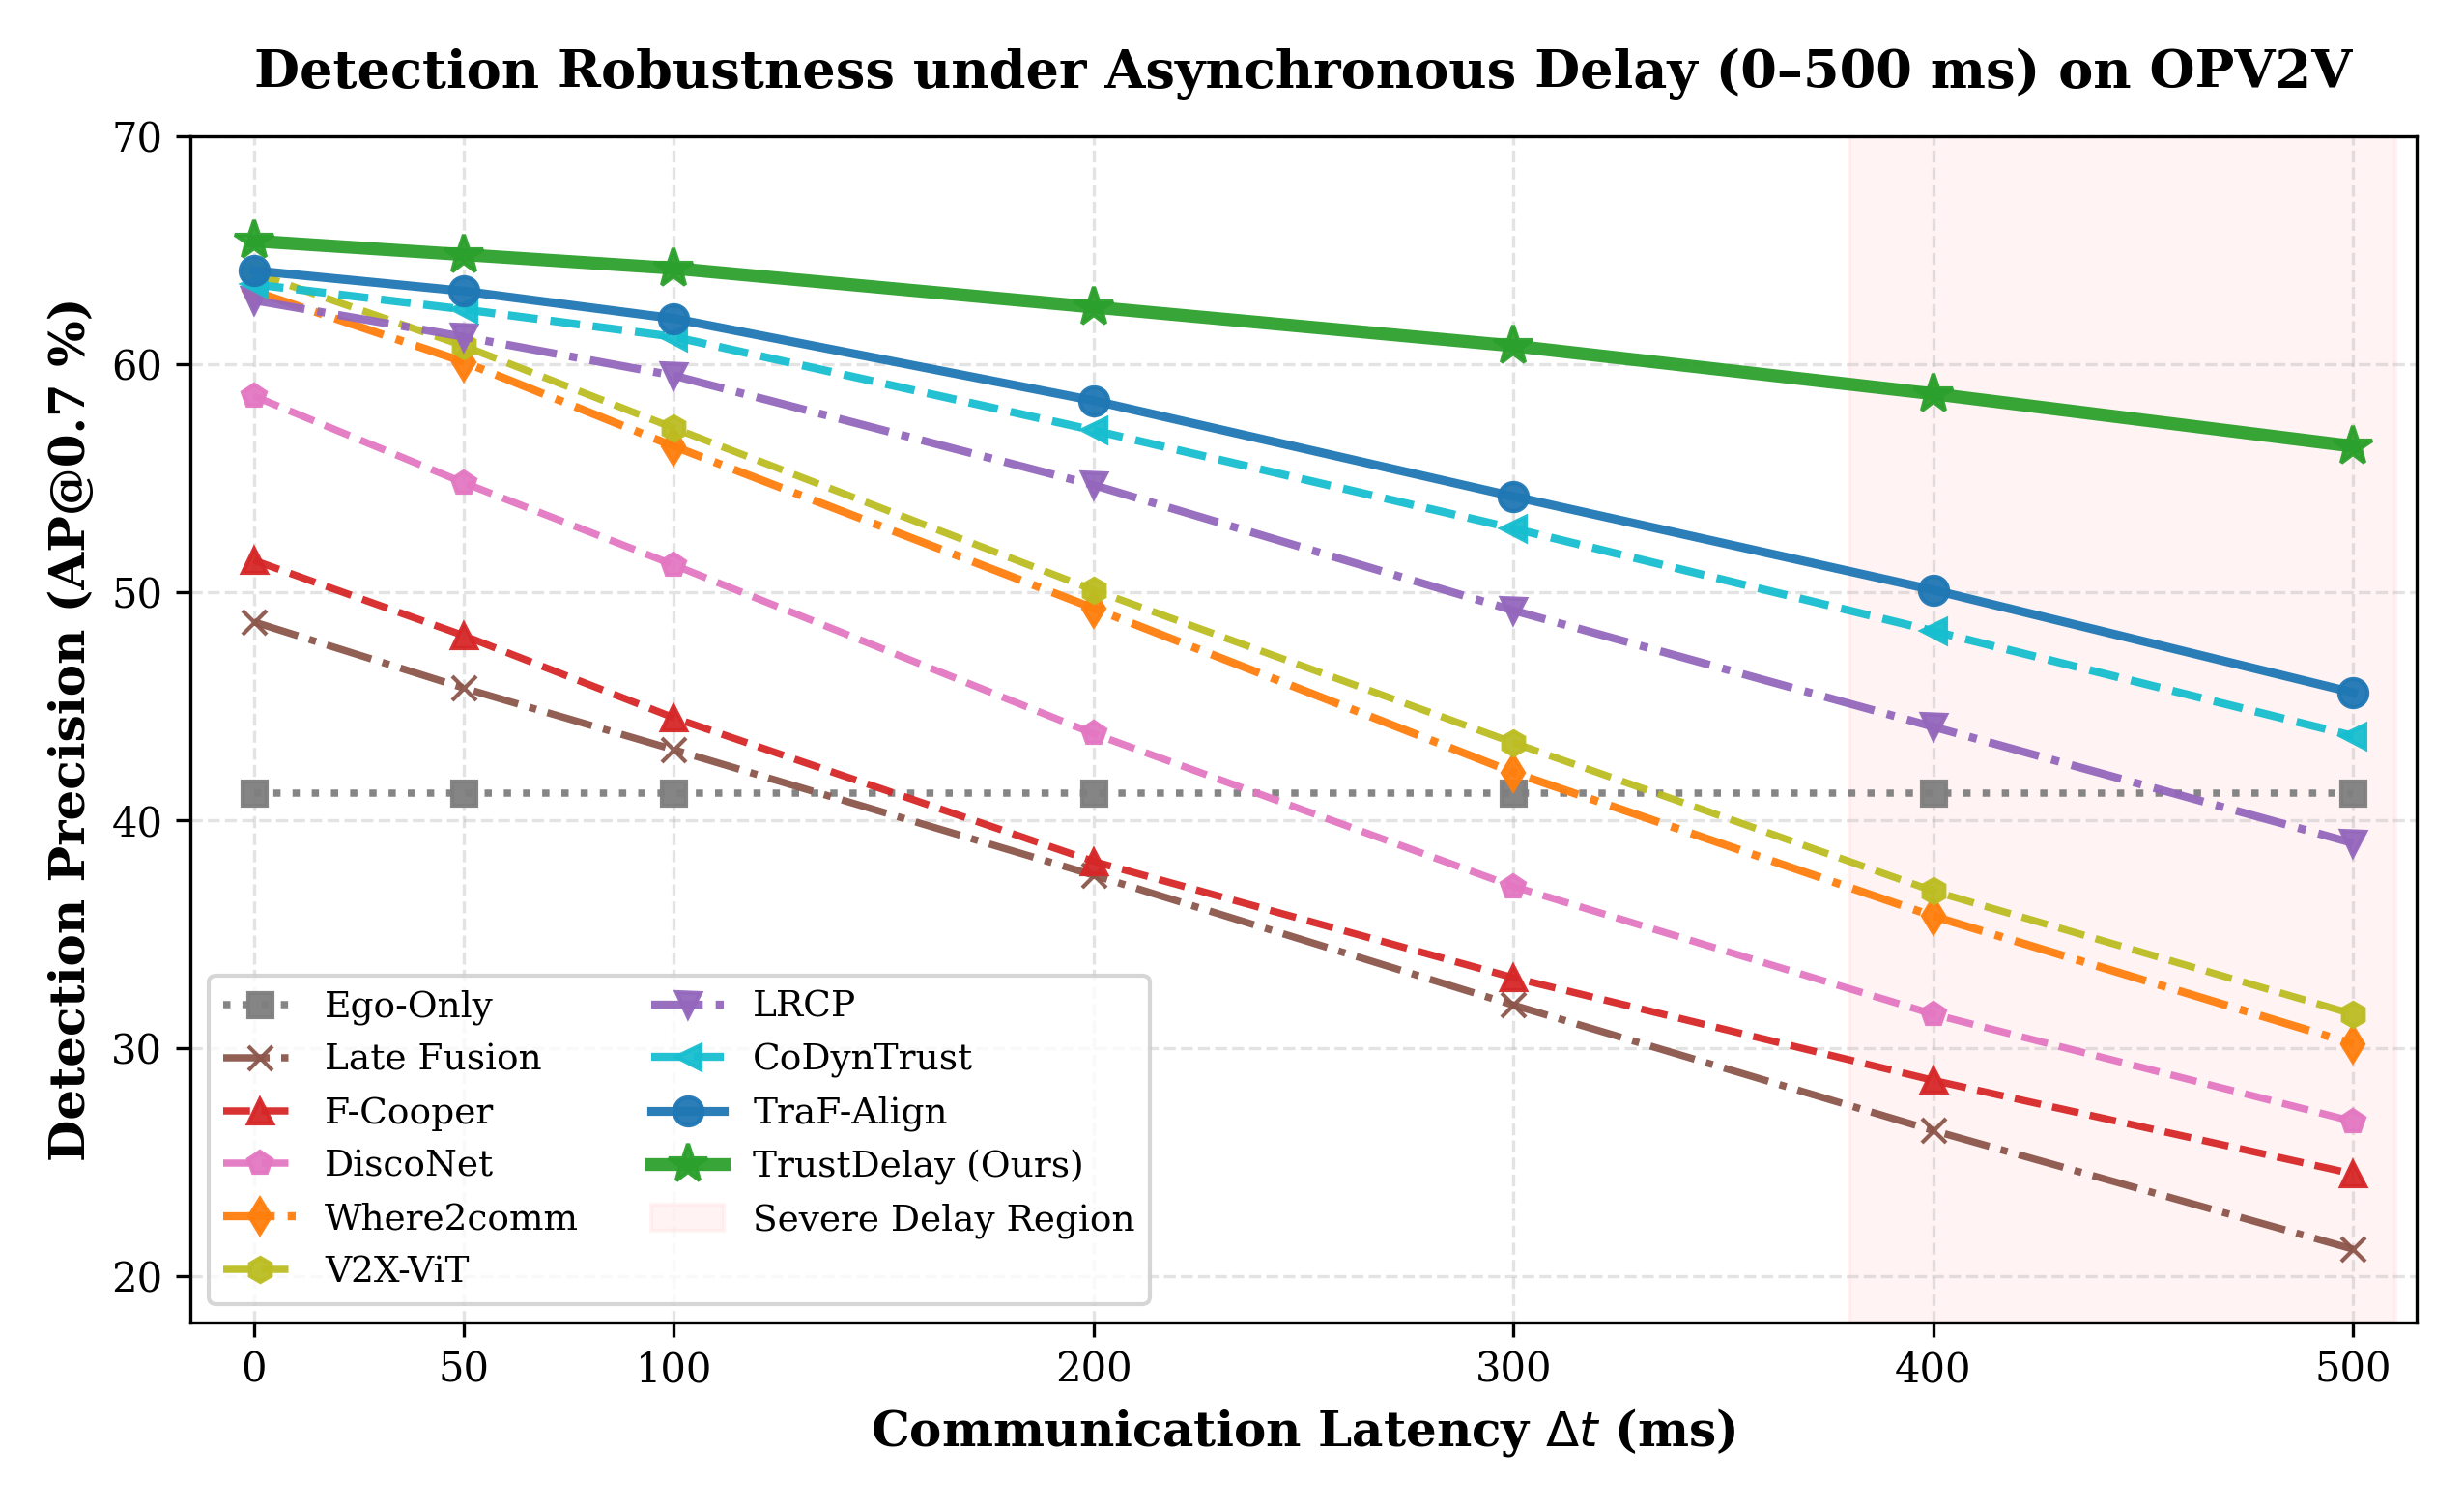 Detection Robustness under Asynchronous Delay (0–500 ms) on OPV2V
Detection Precision (AP@0.7 %)
70
60
50
40
30
20
Ego-Only
Late Fusion
F-Cooper
DiscoNet
Where2comm
V2X-ViT
LRCP
CoDynTrust
TraF-Align
TrustDelay (Ours)
Severe Delay Region
0 50 100 200 300 400 500
Communication Latency Δt (ms)